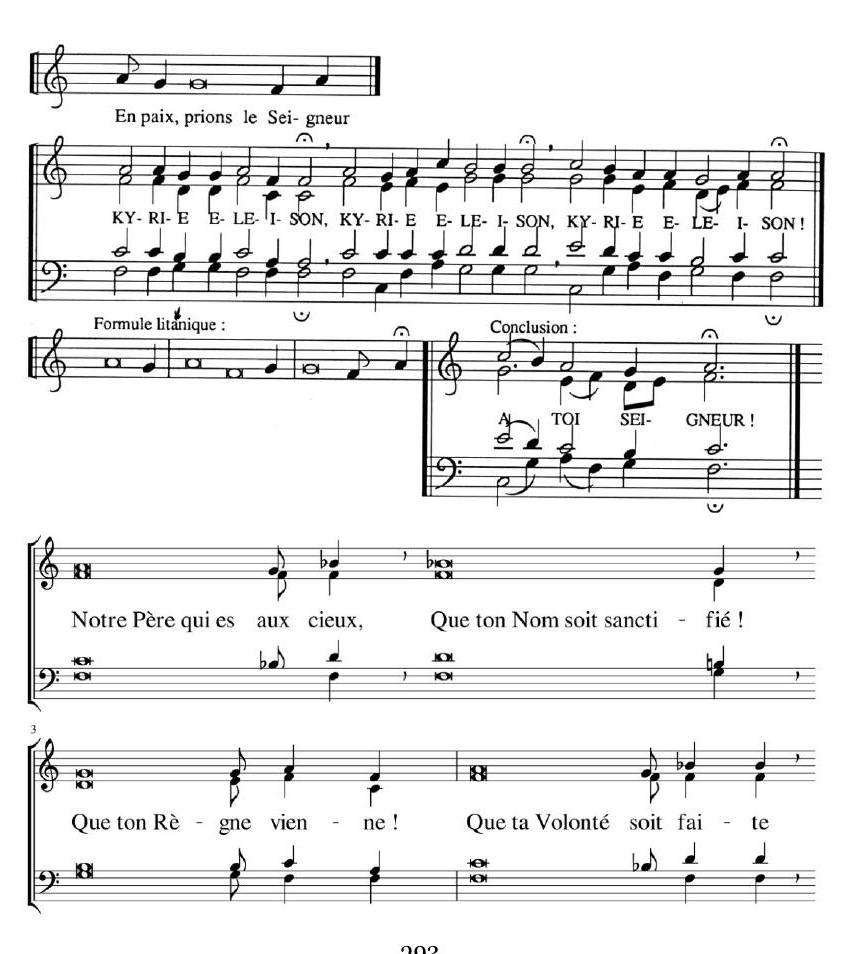 En paix, prions le Sei- gneur
KY- RI- E E- LE- I- SON, KY- RI- E E- LE- I- SON, KY- RI- E E- LE- I- SON !
Formule litanique :
Conclusion :
A TOI SEI- GNEUR !
Notre Père qui es aux cieux, Que ton Nom soit sancti - fié !
3
Que ton Rè - gne vien - ne ! Que ta Volonté soit fai - te
293